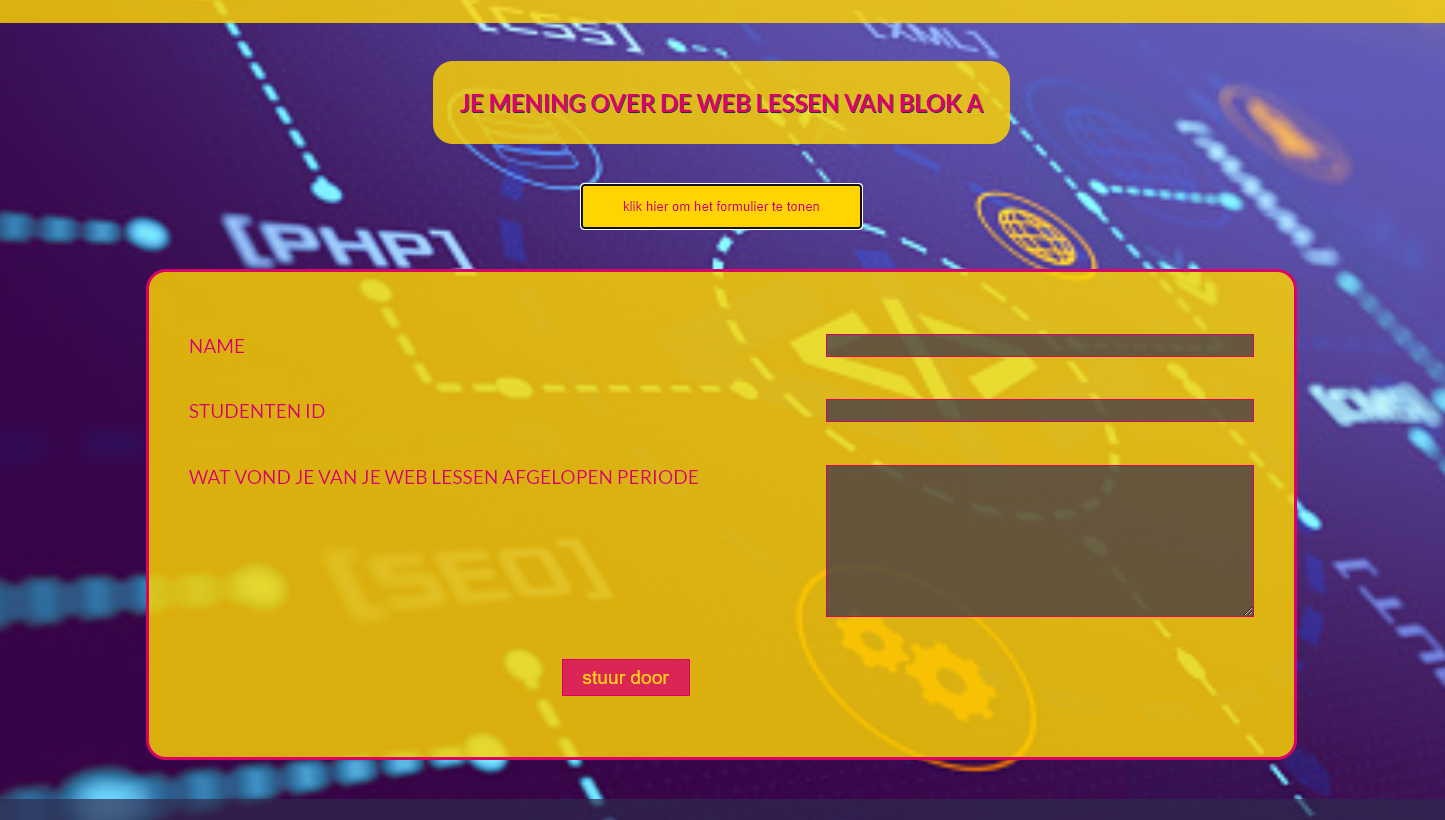 [CSS]
[XML]
JE MENING OVER DE WEB LESSEN VAN BLOK A
klik hier om het formulier te tonen
[PHP]
NAME
STUDENTEN ID
WAT VOND JE VAN JE WEB LESSEN AFGELOPEN PERIODE
[SEO]
stuur door